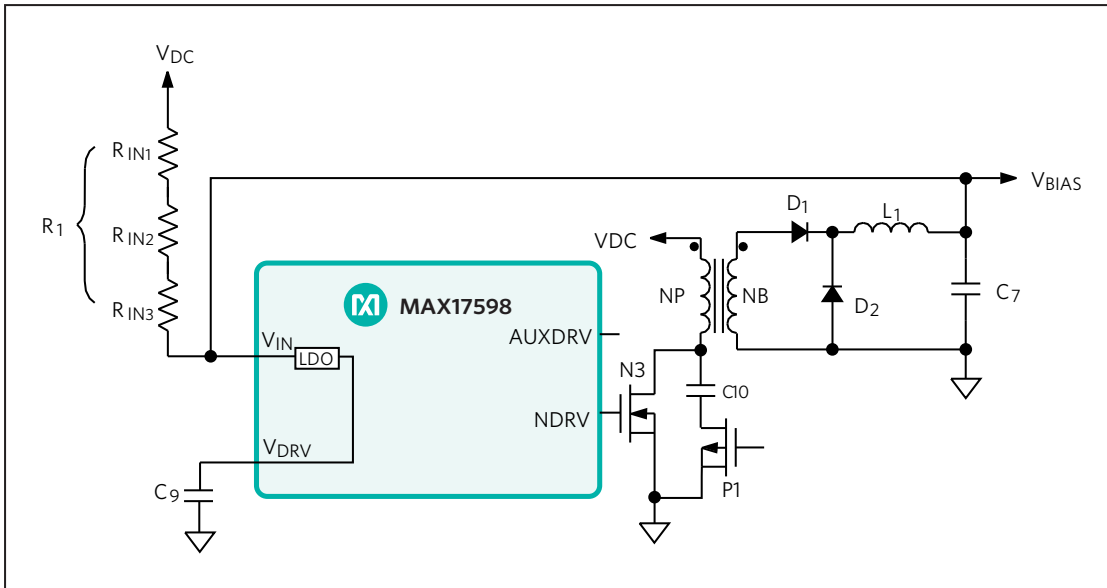 VDC
RIN1
R1
RIN2
RIN3
VBIAS
D1
L1
VDC
NP
NB
D2
C7
MAX17598
VIN
LDO
AUXDRV
N3
C10
NDRV
VDRV
P1
C9